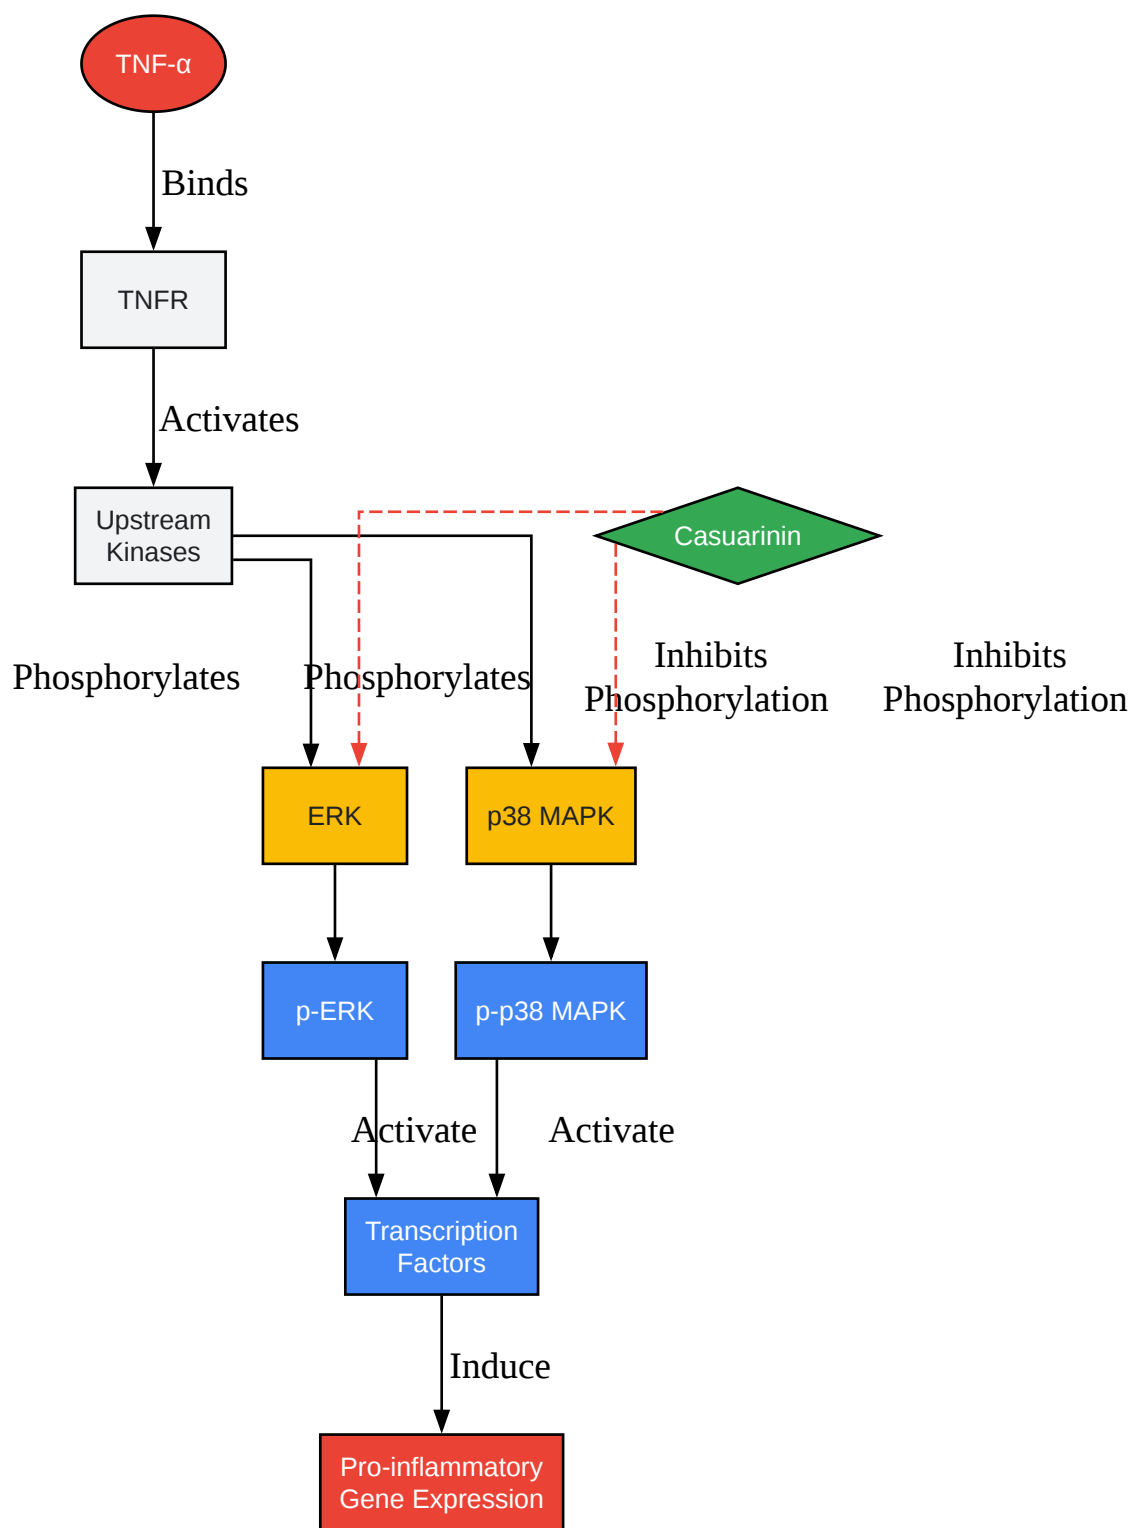 TNF-α
Binds
TNFR
Activates
Upstream
Kinases
Casuarinin
Phosphorylates
Phosphorylates
Inhibits
Phosphorylation
Inhibits
Phosphorylation
ERK
p38 MAPK
p-ERK
p-p38 MAPK
Activate
Activate
Transcription
Factors
Induce
Pro-inflammatory
Gene Expression